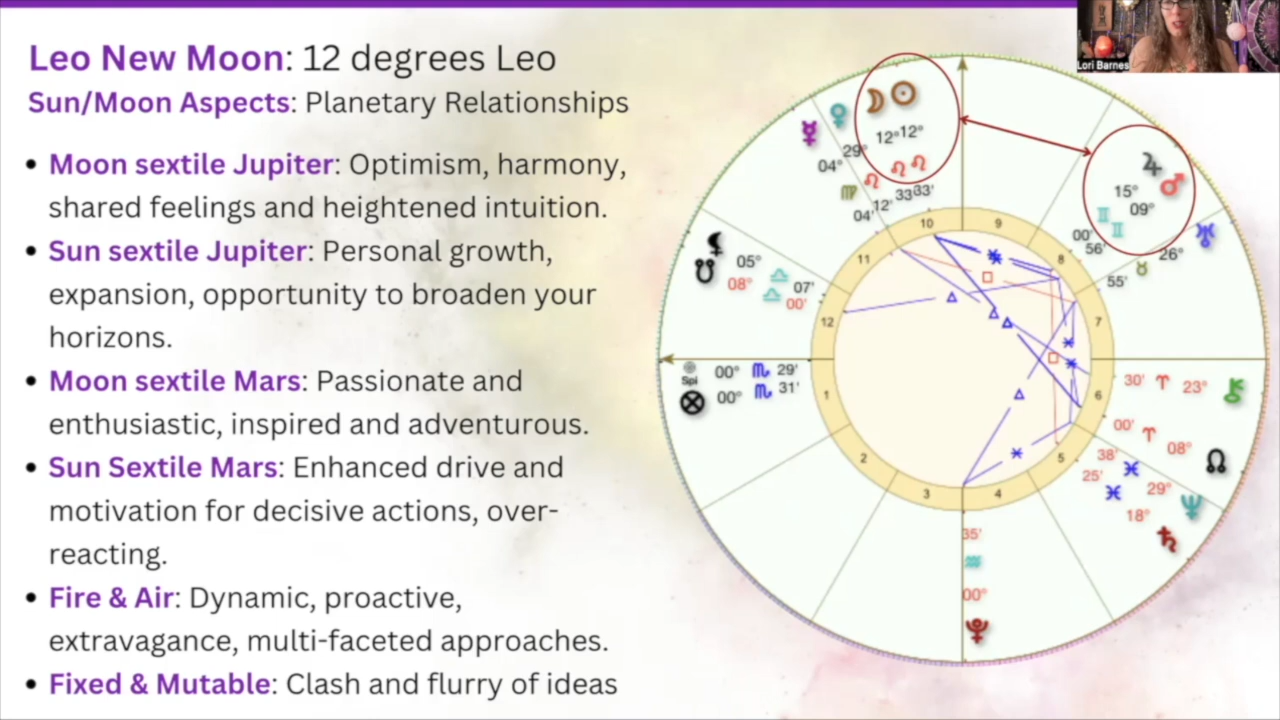 Leo New Moon: 12 degrees Leo
Sun/Moon Aspects: Planetary Relationships
• Moon sextile Jupiter: Optimism, harmony,
shared feelings and heightened intuition.
• Sun sextile Jupiter: Personal growth,
expansion, opportunity to broaden your
horizons.
• Moon sextile Mars: Passionate and
enthusiastic, inspired and adventurous.
• Sun Sextile Mars: Enhanced drive and
motivation for decisive actions, over-
reacting.
• Fire & Air: Dynamic, proactive,
extravagance, multi-faceted approaches.
• Fixed & Mutable: Clash and flurry of ideas
Lori Barnes
☽ ☉
♀
☿
12° 12°
29°
04°
♌ ♌ ♌
♍
33' 33'
12'
04'
♃
♂
15°
09°
♊
♊
00'
56'
♅
26°
♉
55'
⚸
☋
05°
08°
♎
♎
07'
00'
10
9
11
8
12
7
1
6
2
5
3
4
Spi
00° ♏ 29'
⊗ 00° ♏ 31'
30' ♈ 23° ⚷
00' ♈ 08° ☊
38' ♓ 29° ♆
25' ♓ 18° ♄
35'
♒
00°
♇